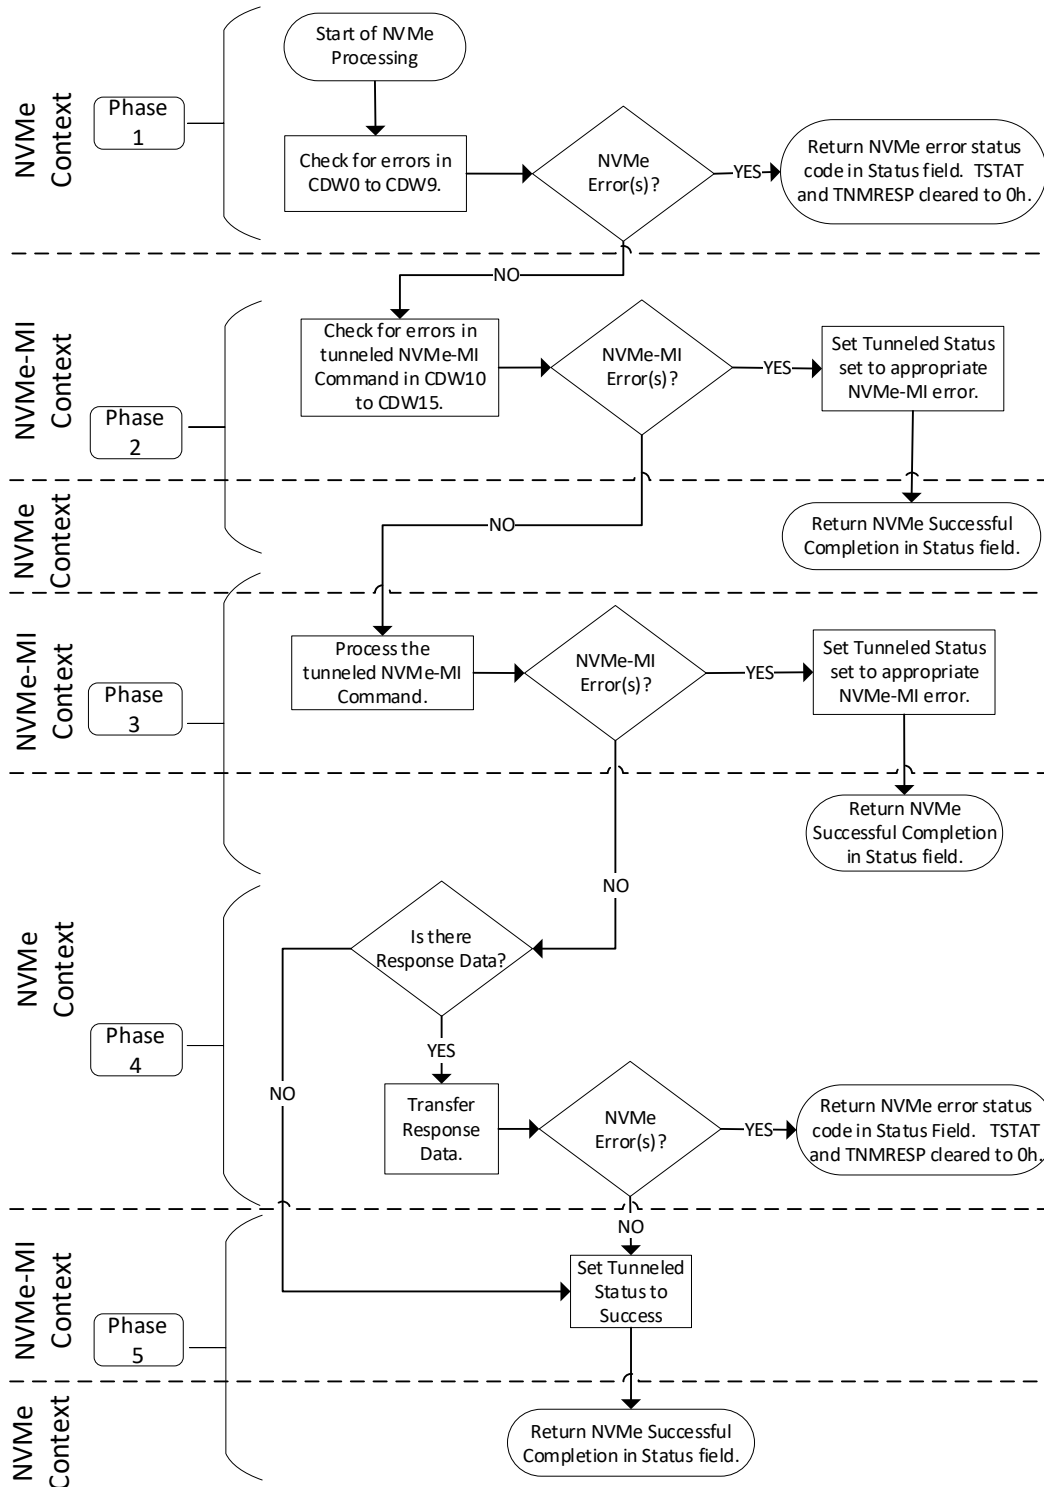 NVMe
Context
Phase
1
Start of NVMe
Processing
Check for errors in
CDW0 to CDW9.
NVMe
Error(s)?
YES
Return NVMe error status
code in Status field. TSTAT
and TNMRESP cleared to 0h.
NO
NVMe-MI
Context
Phase
2
Check for errors in
tunneled NVMe-MI
Command in CDW10
to CDW15.
NVMe-MI
Error(s)?
YES
Set Tunneled Status
set to appropriate
NVMe-MI error.
NVMe
Context
NO
Return NVMe Successful
Completion in Status field.
NVMe-MI
Context
Phase
3
Process the
tunneled NVMe-MI
Command.
NVMe-MI
Error(s)?
YES
Set Tunneled Status
set to appropriate
NVMe-MI error.
Return NVMe
Successful Completion
in Status field.
NO
NVMe
Context
Phase
4
Is there
Response Data?
YES
NO
Transfer
Response
Data.
NVMe
Error(s)?
YES
Return NVMe error status
code in Status Field. TSTAT
and TNMRESP cleared to 0h.
NO
NVMe-MI
Context
Phase
5
Set Tunneled
Status to
Success
NVMe
Context
Return NVMe Successful
Completion in Status field.